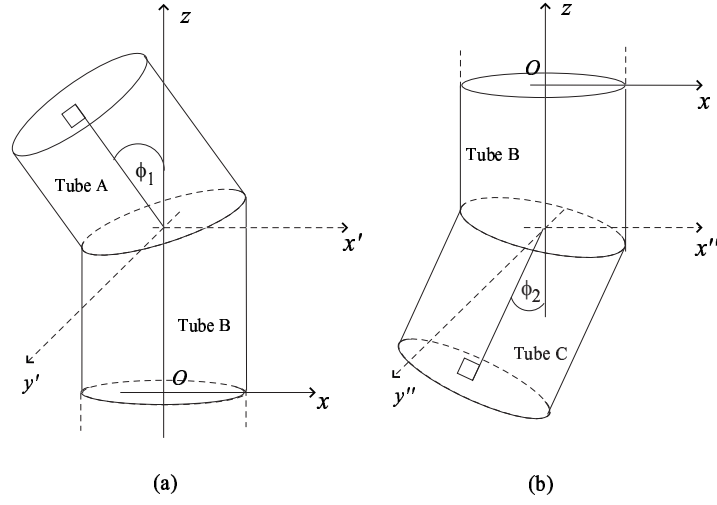 z
Tube A
ϕ1
x'
Tube B
y'
O
x
(a)
z
O
x
Tube B
x''
ϕ2
Tube C
y''
(b)